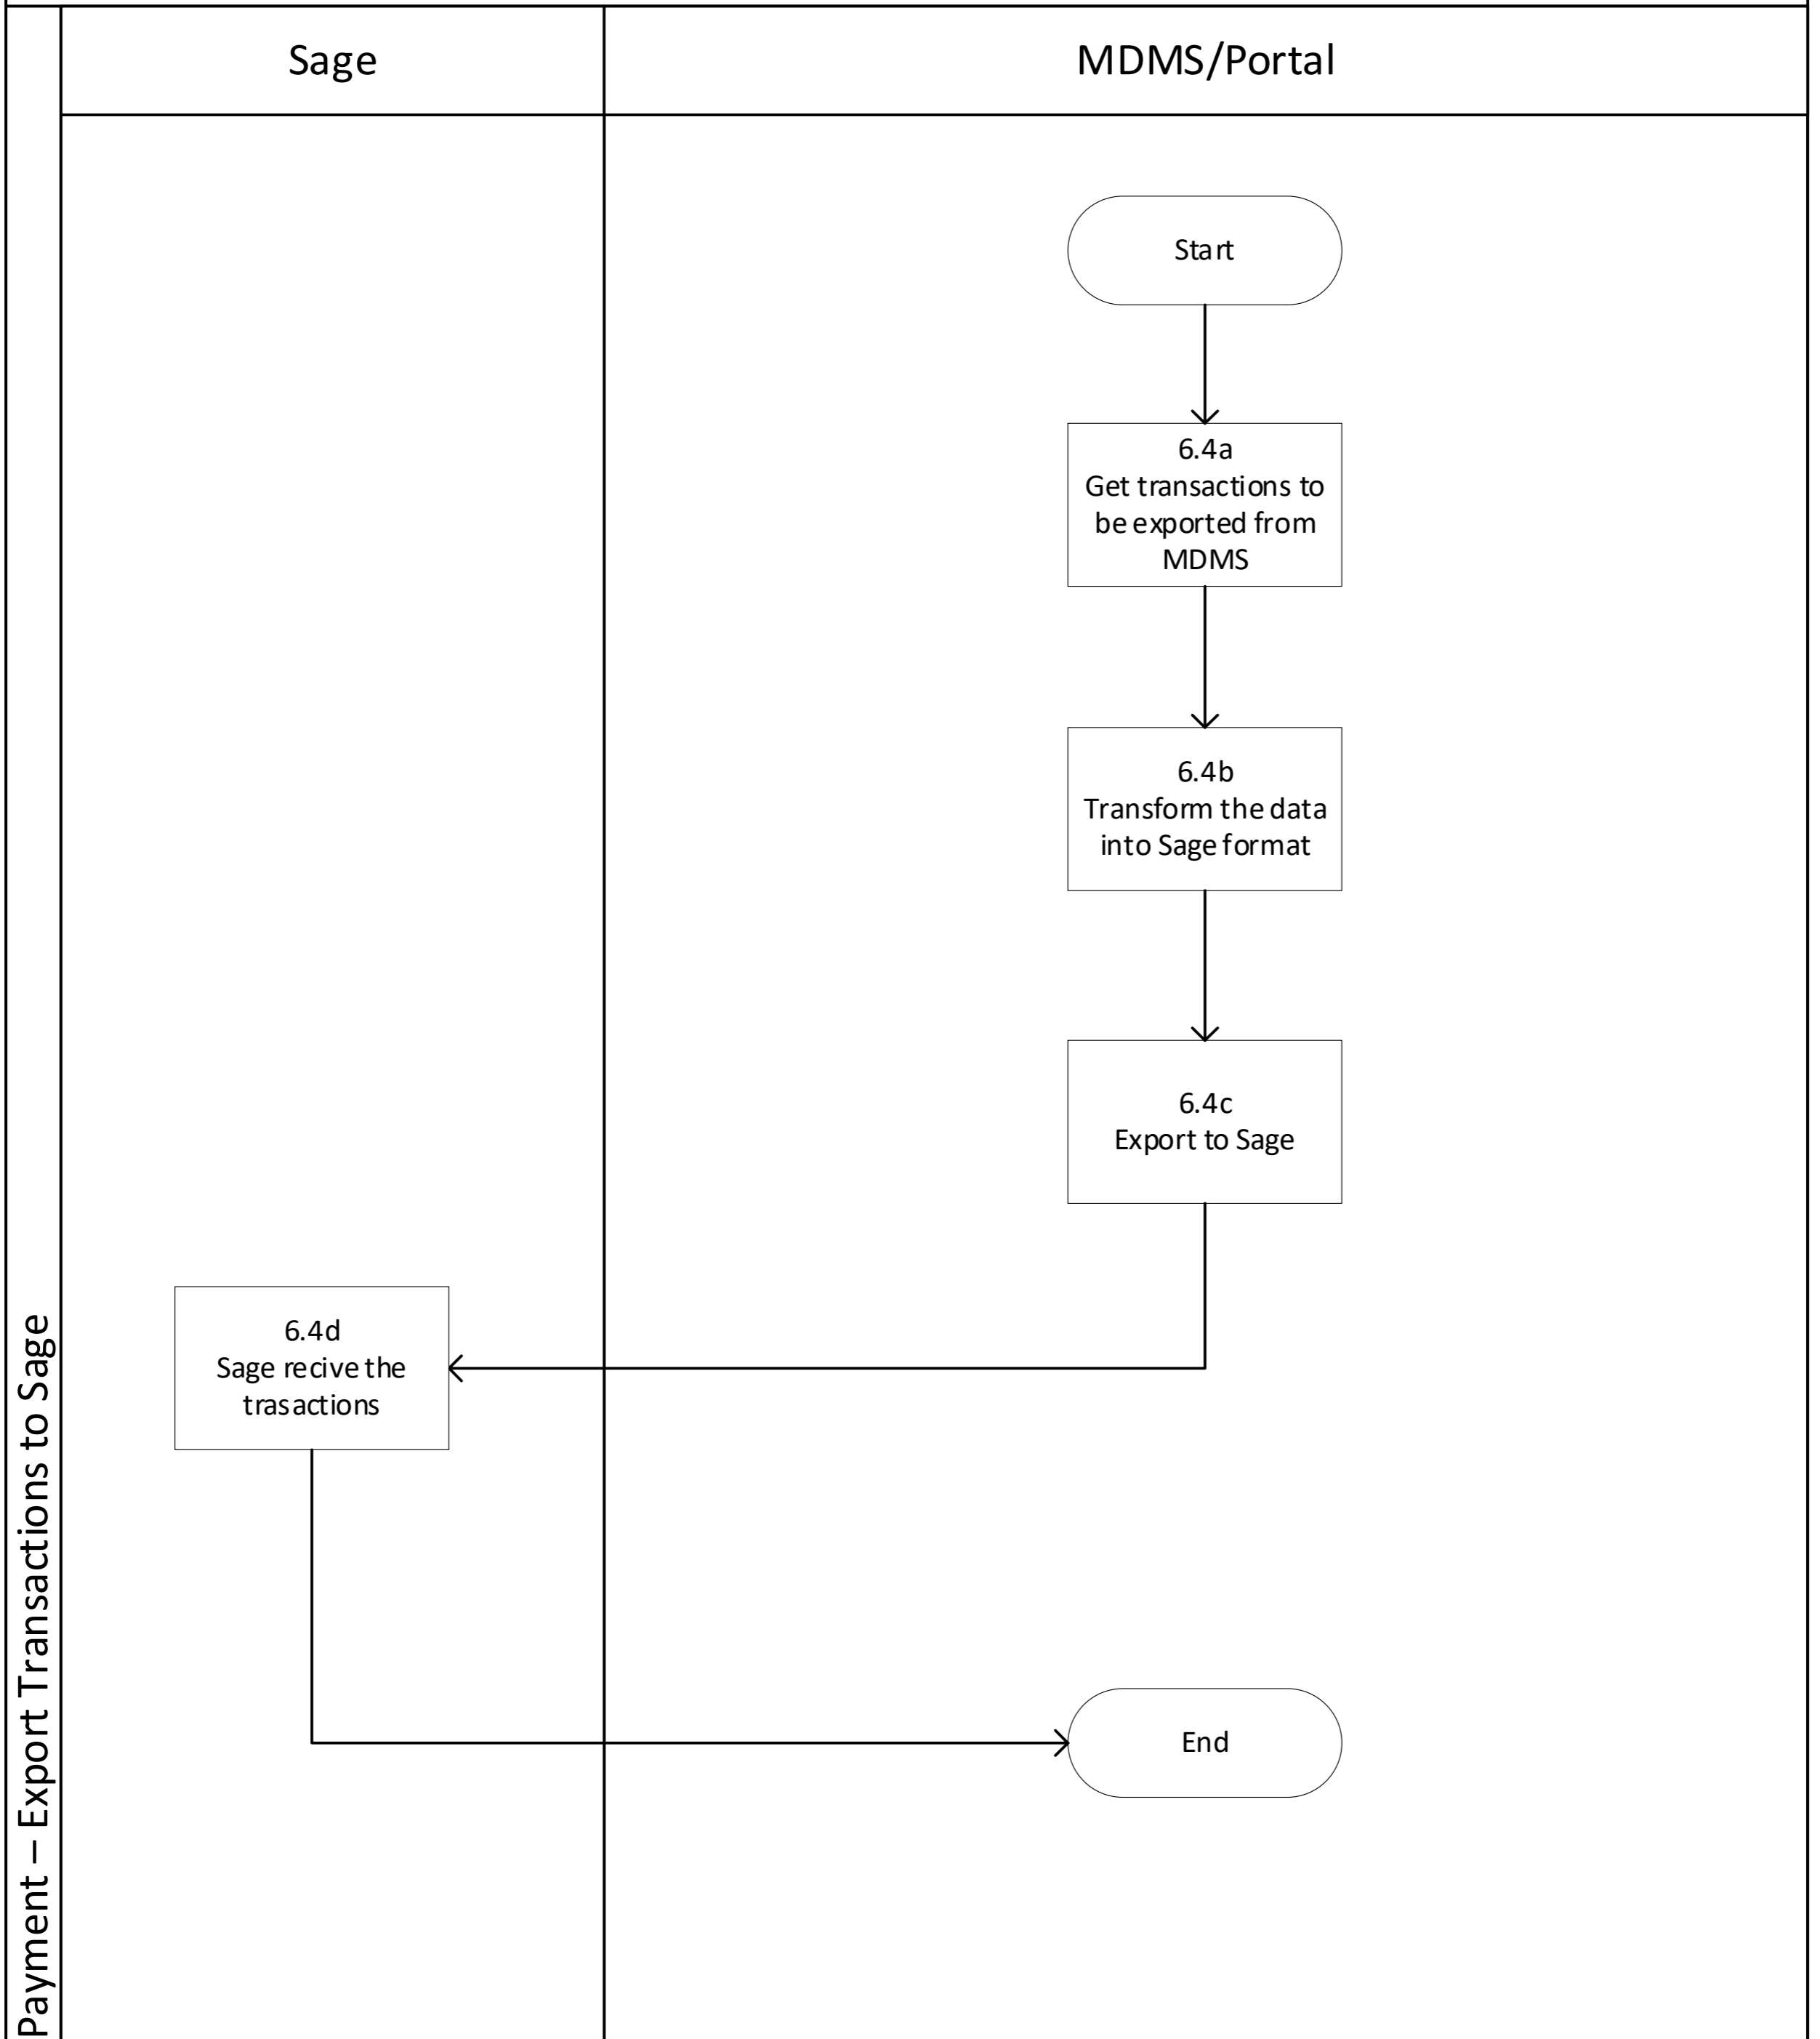 Sage
MDMS/Portal
Start
6.4a
Get transactions to
be exported from
MDMS
6.4b
Transform the data
into Sage format
6.4c
Export to Sage
6.4d
Sage recive the
trasactions
End
Payment – Export Transactions to Sage